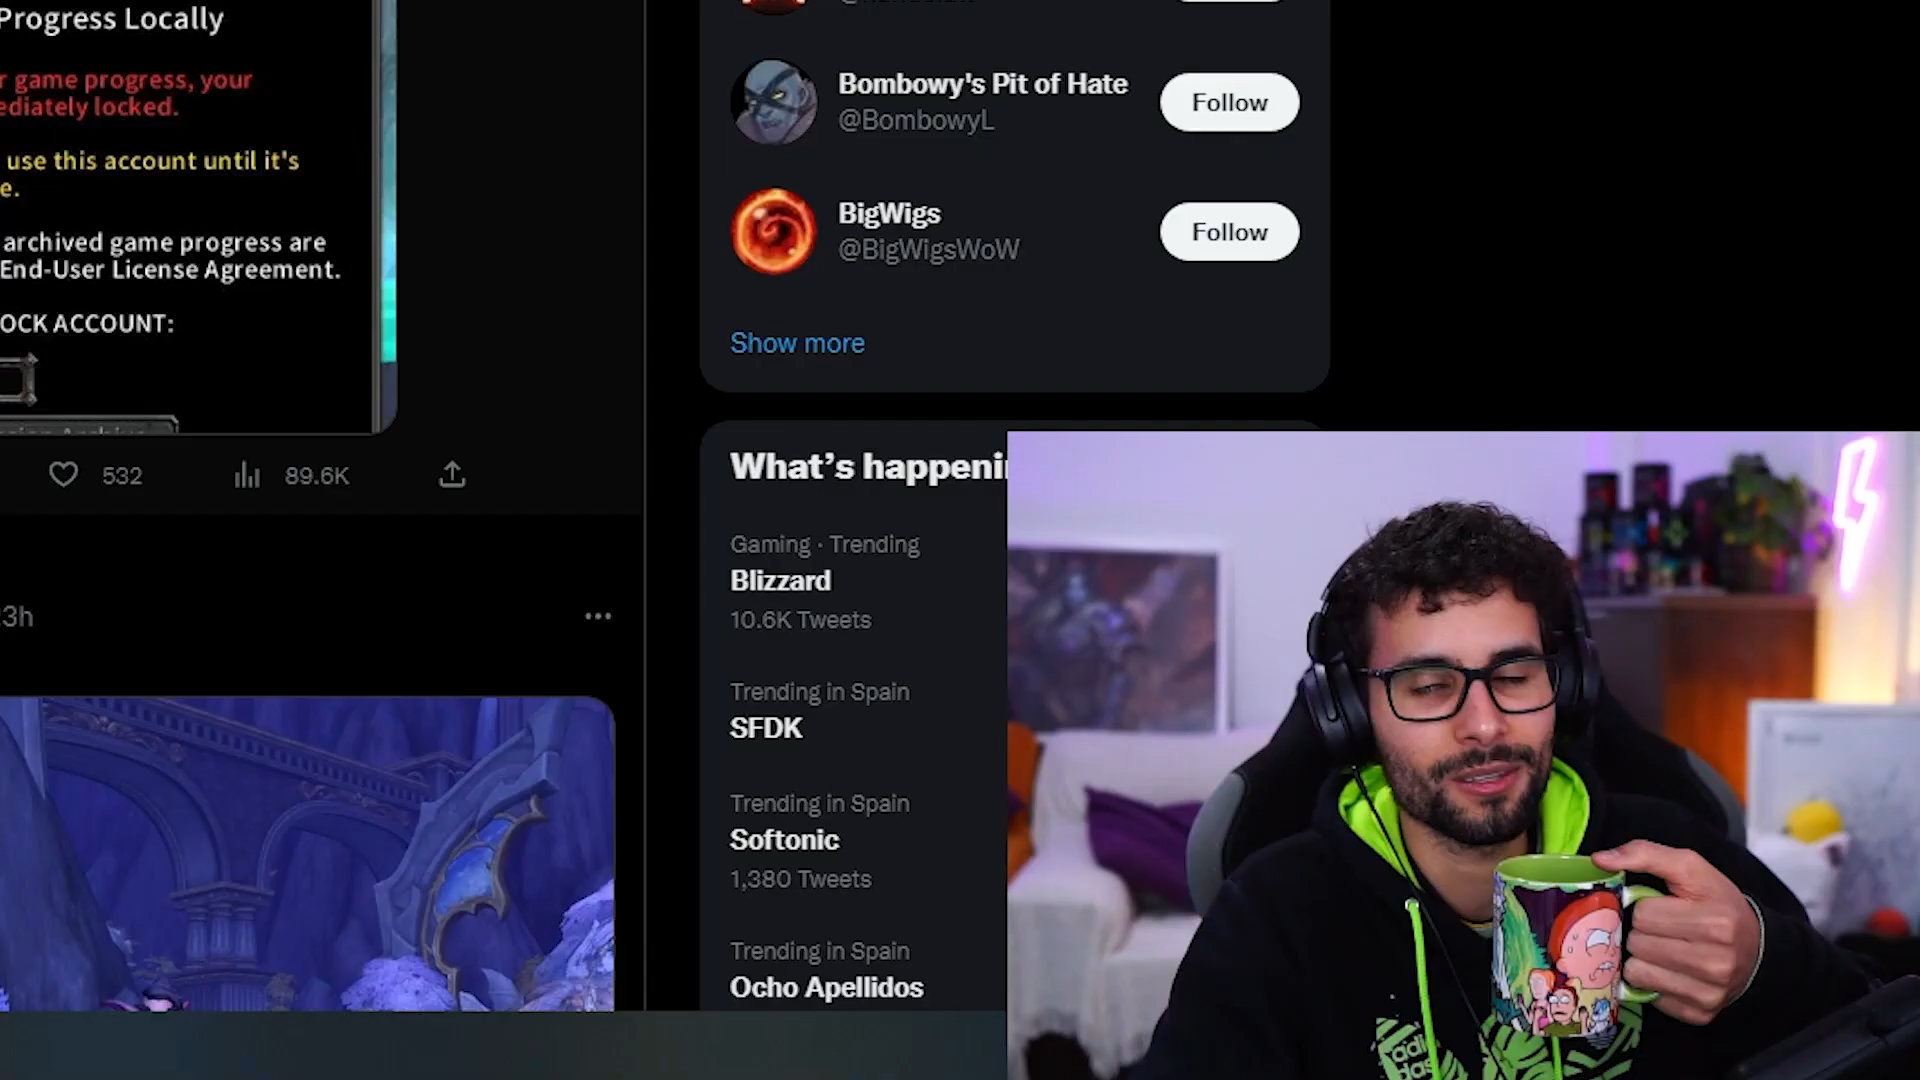 Progress Locally
r game progress, your
ediately locked.
use this account until it's
e.
archived game progress are
End-User License Agreement.
OCK ACCOUNT:
532
89.6K
3h
Bombowy's Pit of Hate
@BombowyL
Follow
BigWigs
@BigWigsWoW
Follow
Show more
What's happeni
Gaming · Trending
Blizzard
10.6K Tweets
Trending in Spain
SFDK
Trending in Spain
Softonic
1,380 Tweets
Trending in Spain
Ocho Apellidos
adi
das